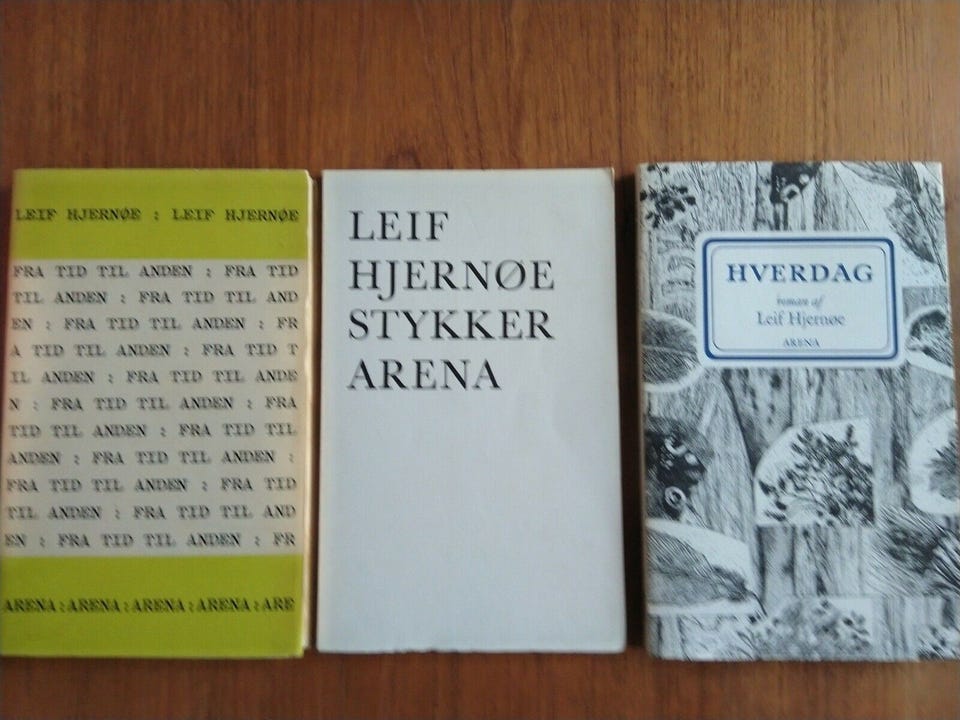 LEIF HJERNØE : LEIF HJERNØE
FRA TID TIL ANDEN : FRA TID
TIL ANDEN : FRA TID TIL AND
EN : FRA TID TIL ANDEN : FR
A TID TIL ANDEN : FRA TID T
IL ANDEN : FRA TID TIL ANDE
N : FRA TID TIL ANDEN : FRA
TID TIL ANDEN : FRA TID TIL
ANDEN : FRA TID TIL ANDEN :
FRA TID TIL ANDEN : FRA TID
TIL ANDEN : FRA TID TIL AND
EN : FRA TID TIL ANDEN : FR
ARENA:ARENA:ARENA:ARENA:ARE
LEIF
HJERNØE
STYKKER
ARENA
HVERDAG
roman af
Leif Hjernøe
ARENA